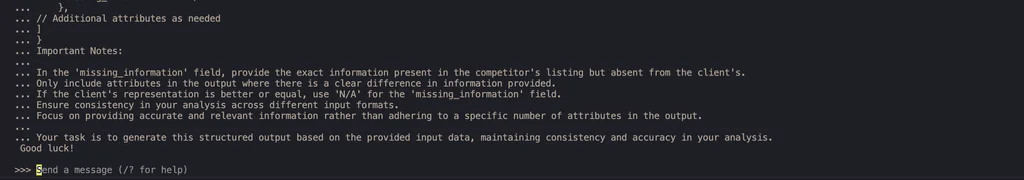 ...     },
... // Additional attributes as needed
... ]
... }
... Important Notes:
...
... In the 'missing_information' field, provide the exact information present in the competitor's listing but absent from the client's.
... Only include attributes in the output where there is a clear difference in information provided.
... If the client's representation is better or equal, use 'N/A' for the 'missing_information' field.
... Ensure consistency in your analysis across different input formats.
... Focus on providing accurate and relevant information rather than adhering to a specific number of attributes in the output.
...
... Your task is to generate this structured output based on the provided input data, maintaining consistency and accuracy in your analysis.
Good luck!
>>> Send a message (/? for help)